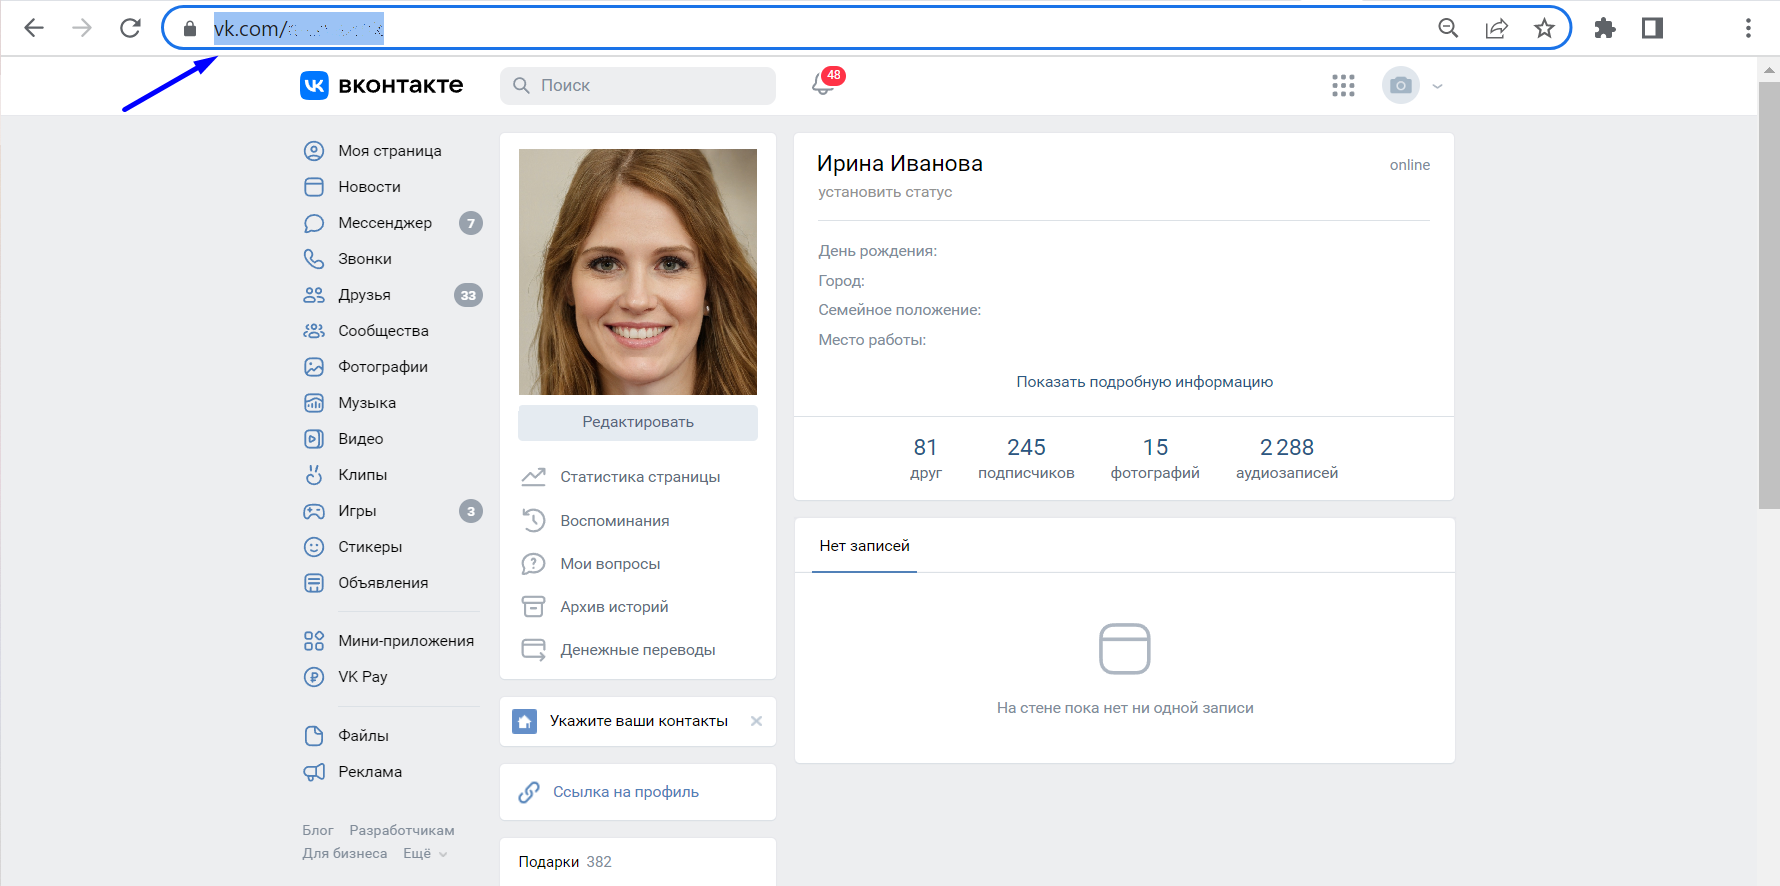 vk.com/
вконтакте
Поиск
48
Моя страница
Новости
Мессенджер 7
Звонки
Друзья 33
Сообщества
Фотографии
Музыка
Видео
Клипы
Игры 3
Стикеры
Объявления
Мини-приложения
VK Pay
Файлы
Реклама
Блог Разработчикам
Для бизнеса Ещё
Редактировать
Статистика страницы
Воспоминания
Мои вопросы
Архив историй
Денежные переводы
Укажите ваши контакты
Ссылка на профиль
Подарки 382
Ирина Иванова online
установить статус
День рождения:
Город:
Семейное положение:
Место работы:
Показать подробную информацию
81 245 15 2 288
друг подписчиков фотографий аудиозаписей
Нет записей
На стене пока нет ни одной записи